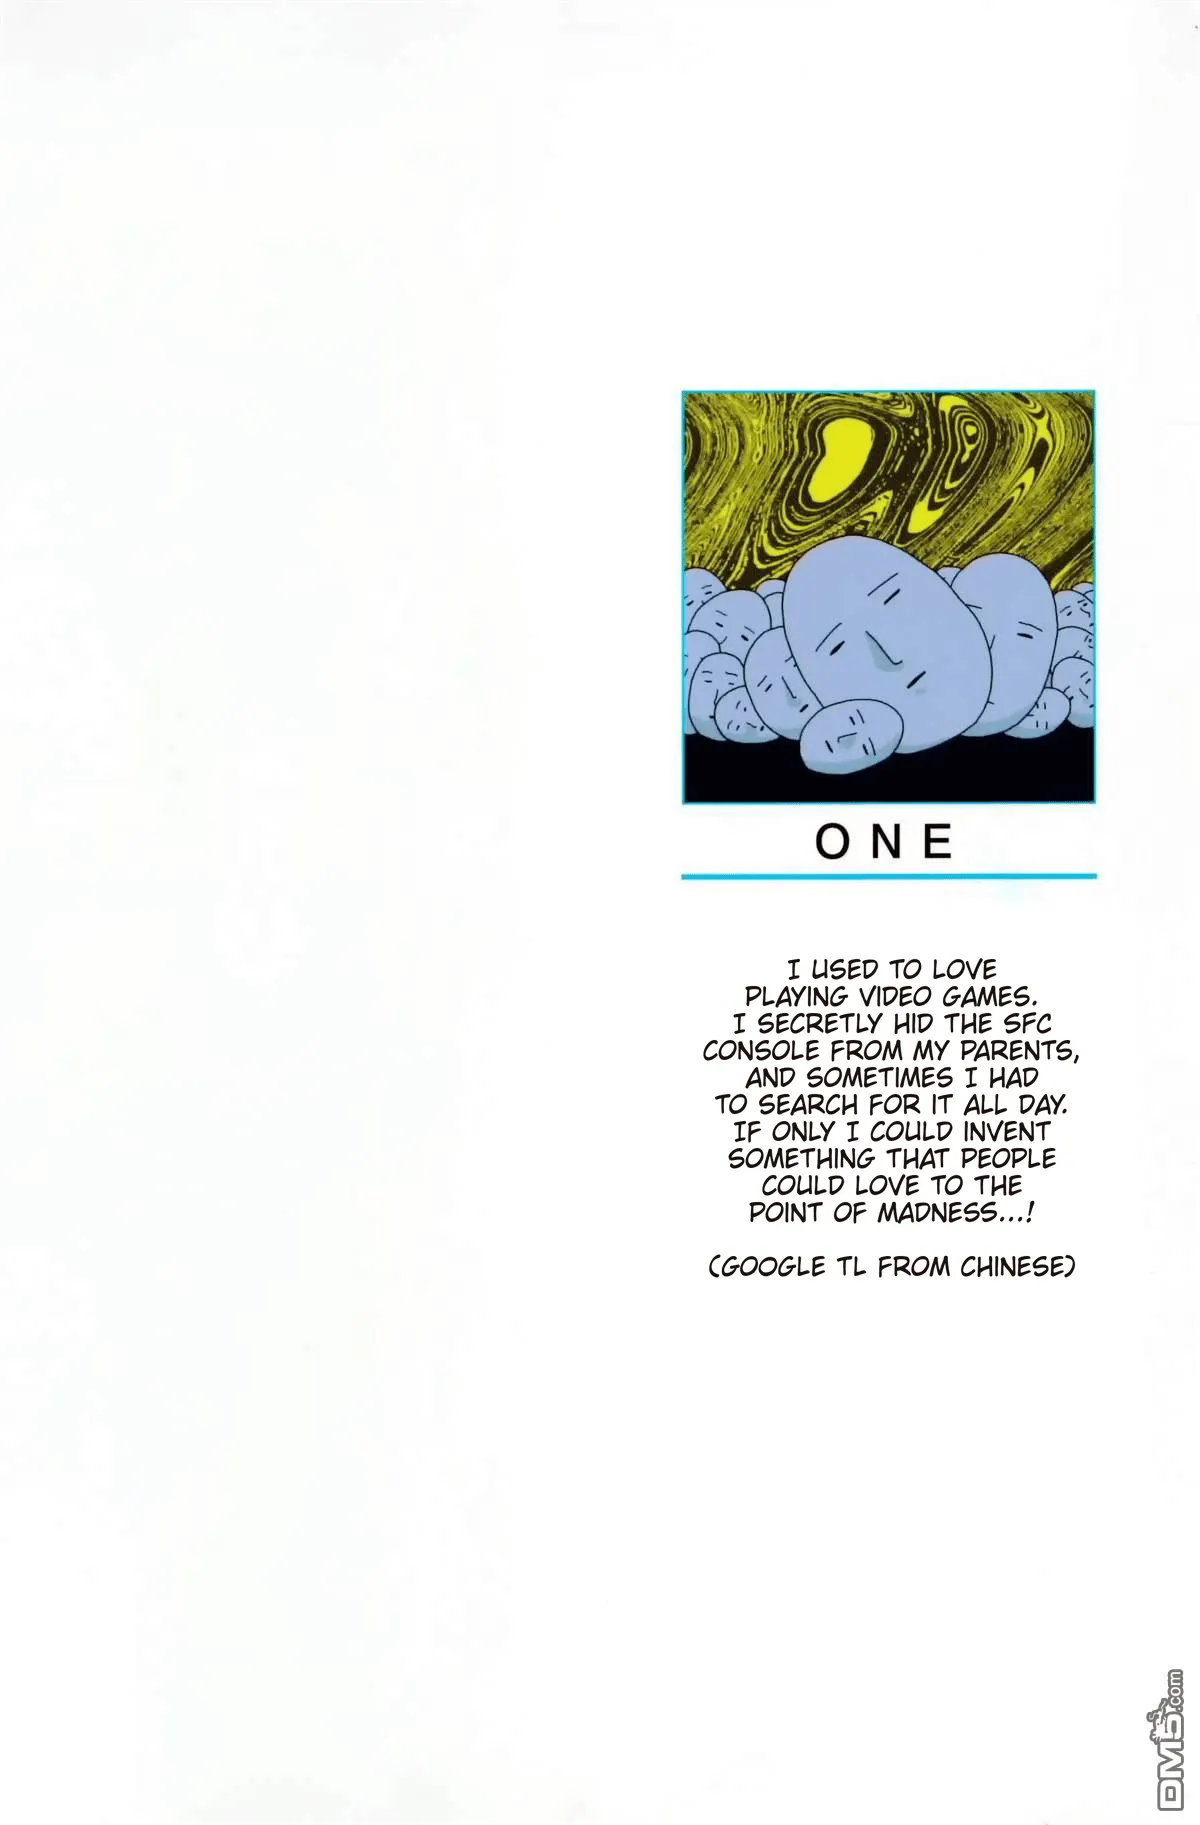 ONE
I USED TO LOVE
PLAYING VIDEO GAMES.
I SECRETLY HID THE SFC
CONSOLE FROM MY PARENTS,
AND SOMETIMES I HAD
TO SEARCH FOR IT ALL DAY.
IF ONLY I COULD INVENT
SOMETHING THAT PEOPLE
COULD LOVE TO THE
POINT OF MADNESS...!
(GOOGLE TL FROM CHINESE)
DM5.com